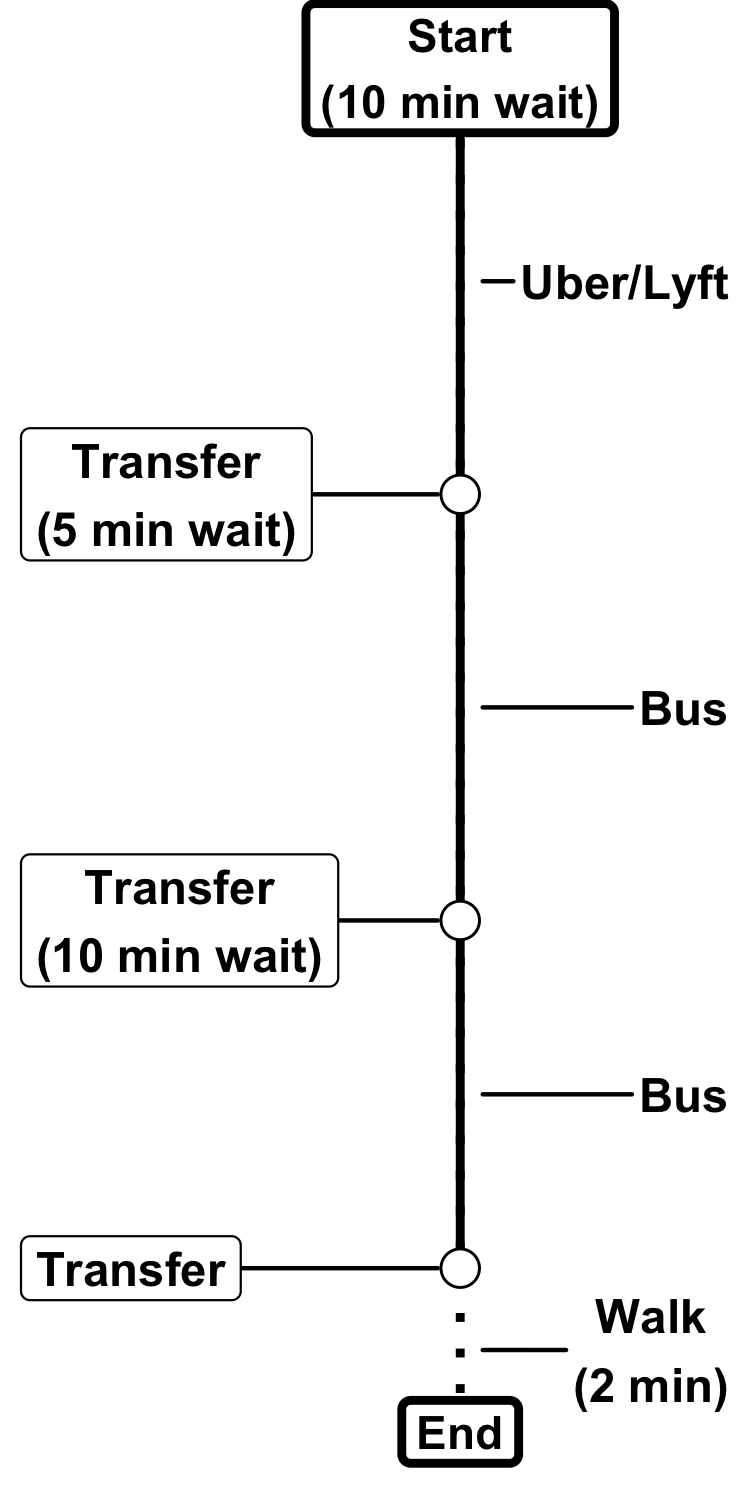 Start
(10 min wait)
Uber/Lyft
Transfer
(5 min wait)
Bus
Transfer
(10 min wait)
Bus
Transfer
Walk
(2 min)
End